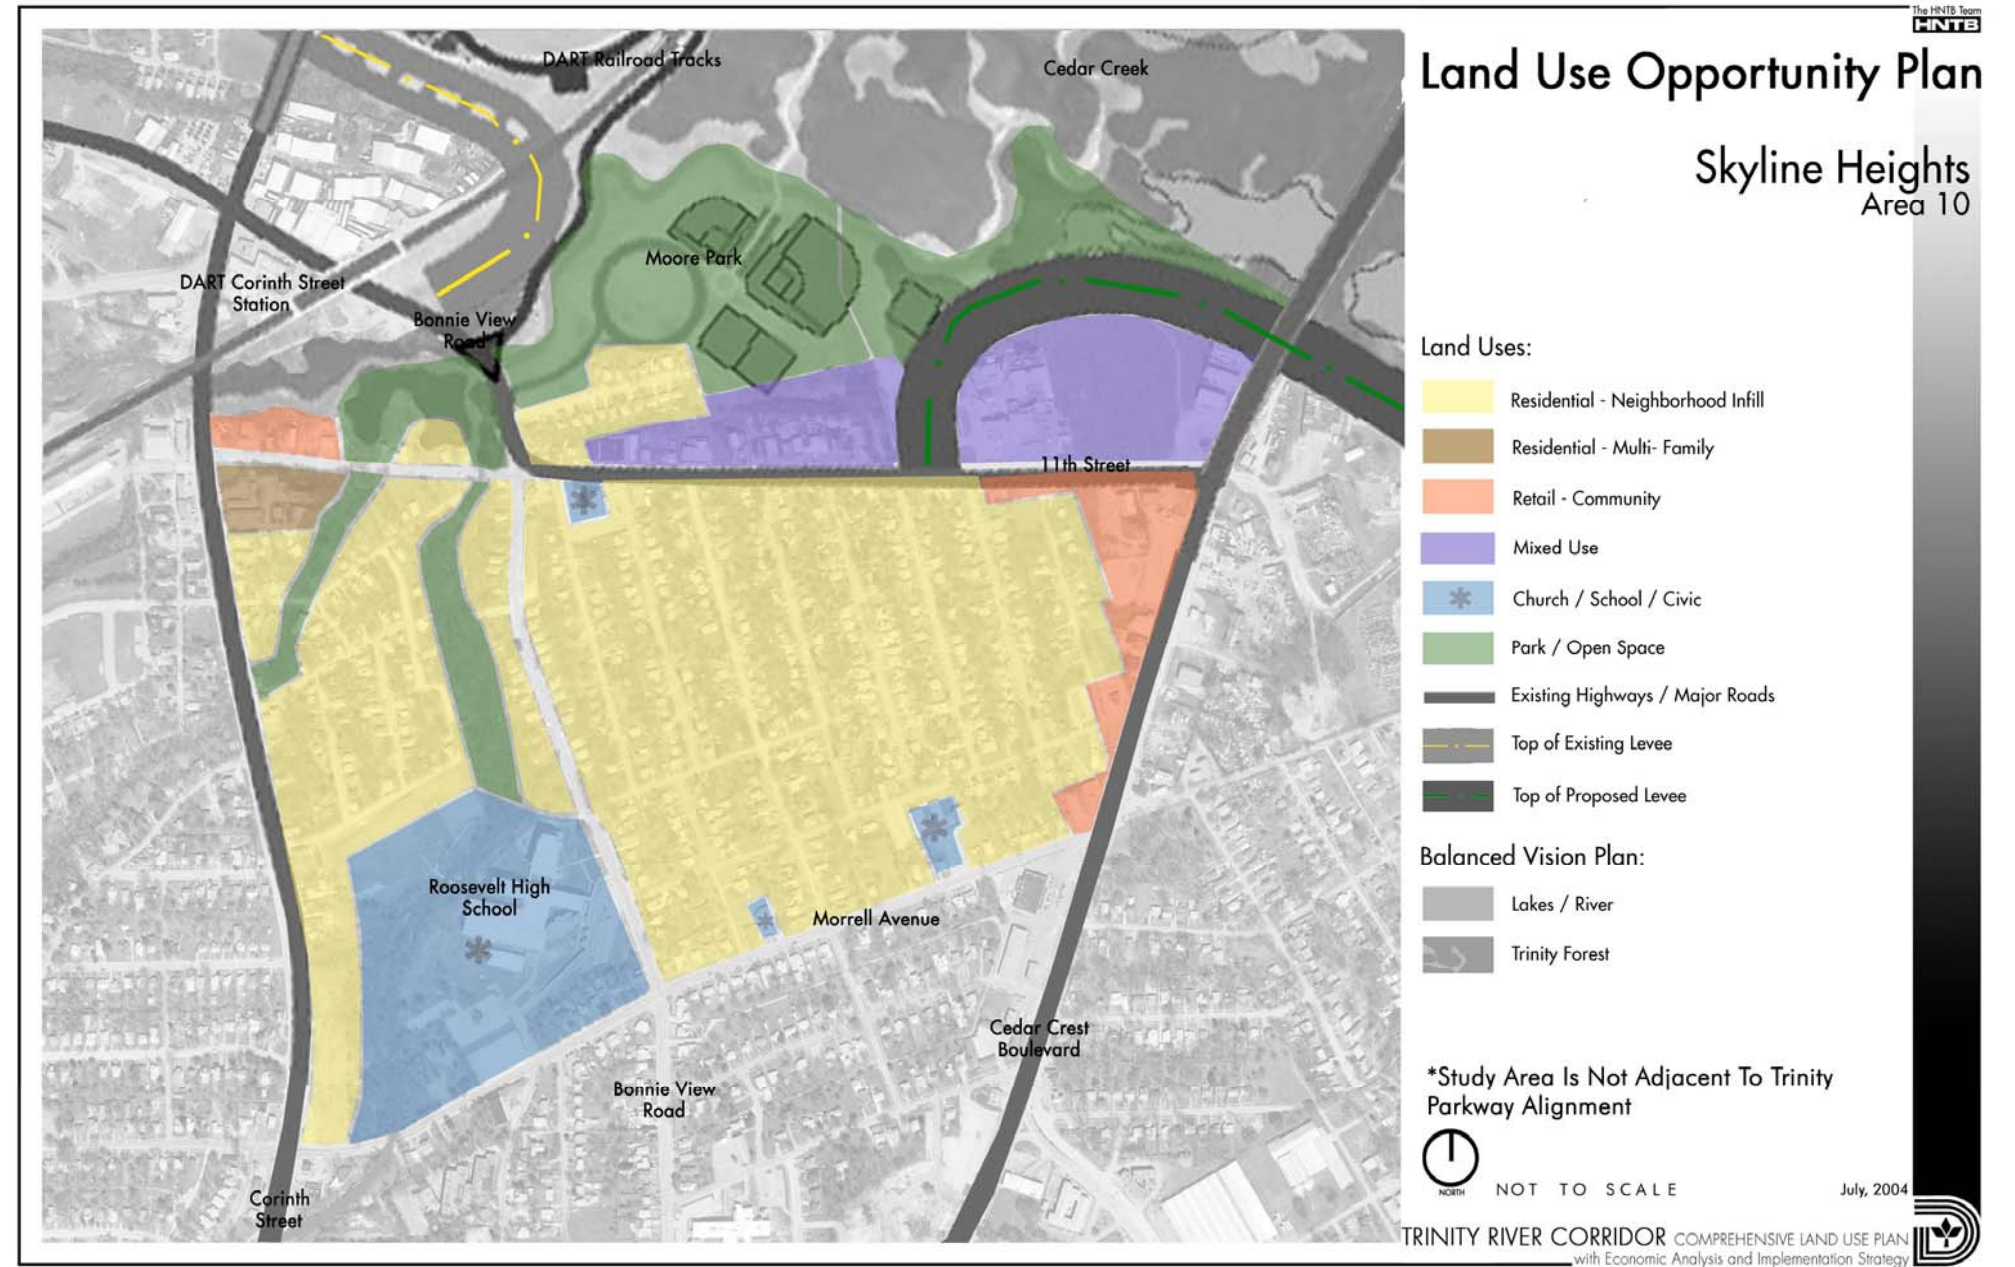 The HNTB Team
HNTB
Land Use Opportunity Plan
Skyline Heights
Area 10
DART Railroad Tracks
Cedar Creek
Moore Park
DART Corinth Street
Station
Bonnie View
Road
11th Street
Roosevelt High
School
Morrell Avenue
Cedar Crest
Boulevard
Bonnie View
Road
Corinth
Street
Land Uses:
Residential - Neighborhood Infill
Residential - Multi- Family
Retail - Community
Mixed Use
Church / School / Civic
Park / Open Space
Existing Highways / Major Roads
Top of Existing Levee
Top of Proposed Levee
Balanced Vision Plan:
Lakes / River
Trinity Forest
*Study Area Is Not Adjacent To Trinity
Parkway Alignment
NORTH
NOT TO SCALE
July, 2004
TRINITY RIVER CORRIDOR COMPREHENSIVE LAND USE PLAN
with Economic Analysis and Implementation Strategy